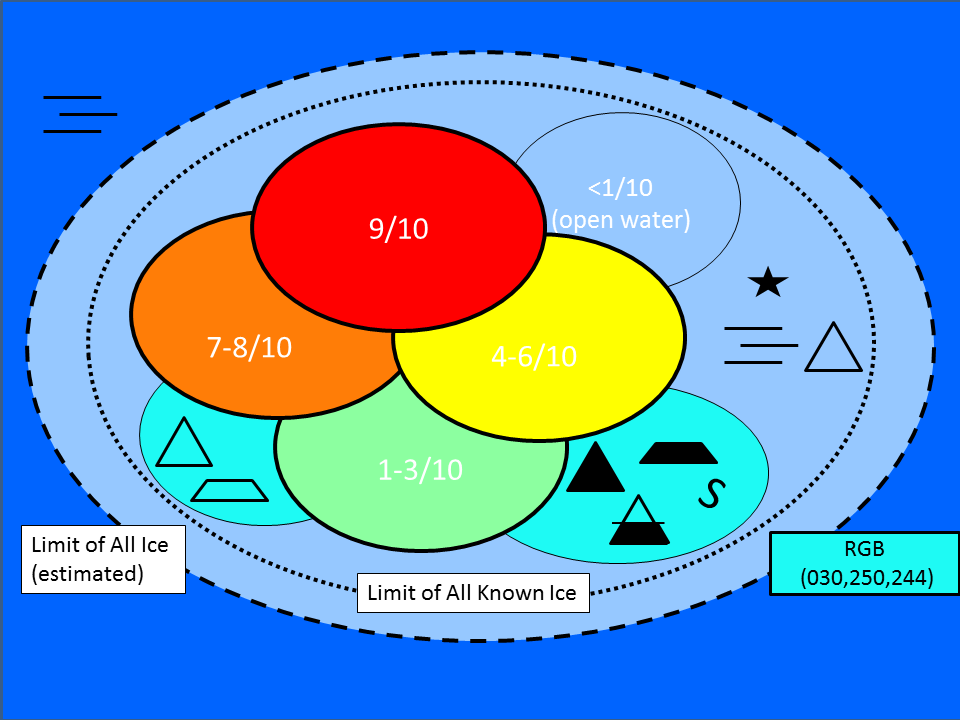 <1/10
(open water)
9/10
7-8/10
4-6/10
1-3/10
S
Limit of All Ice
(estimated)
Limit of All Known Ice
RGB
(030,250,244)